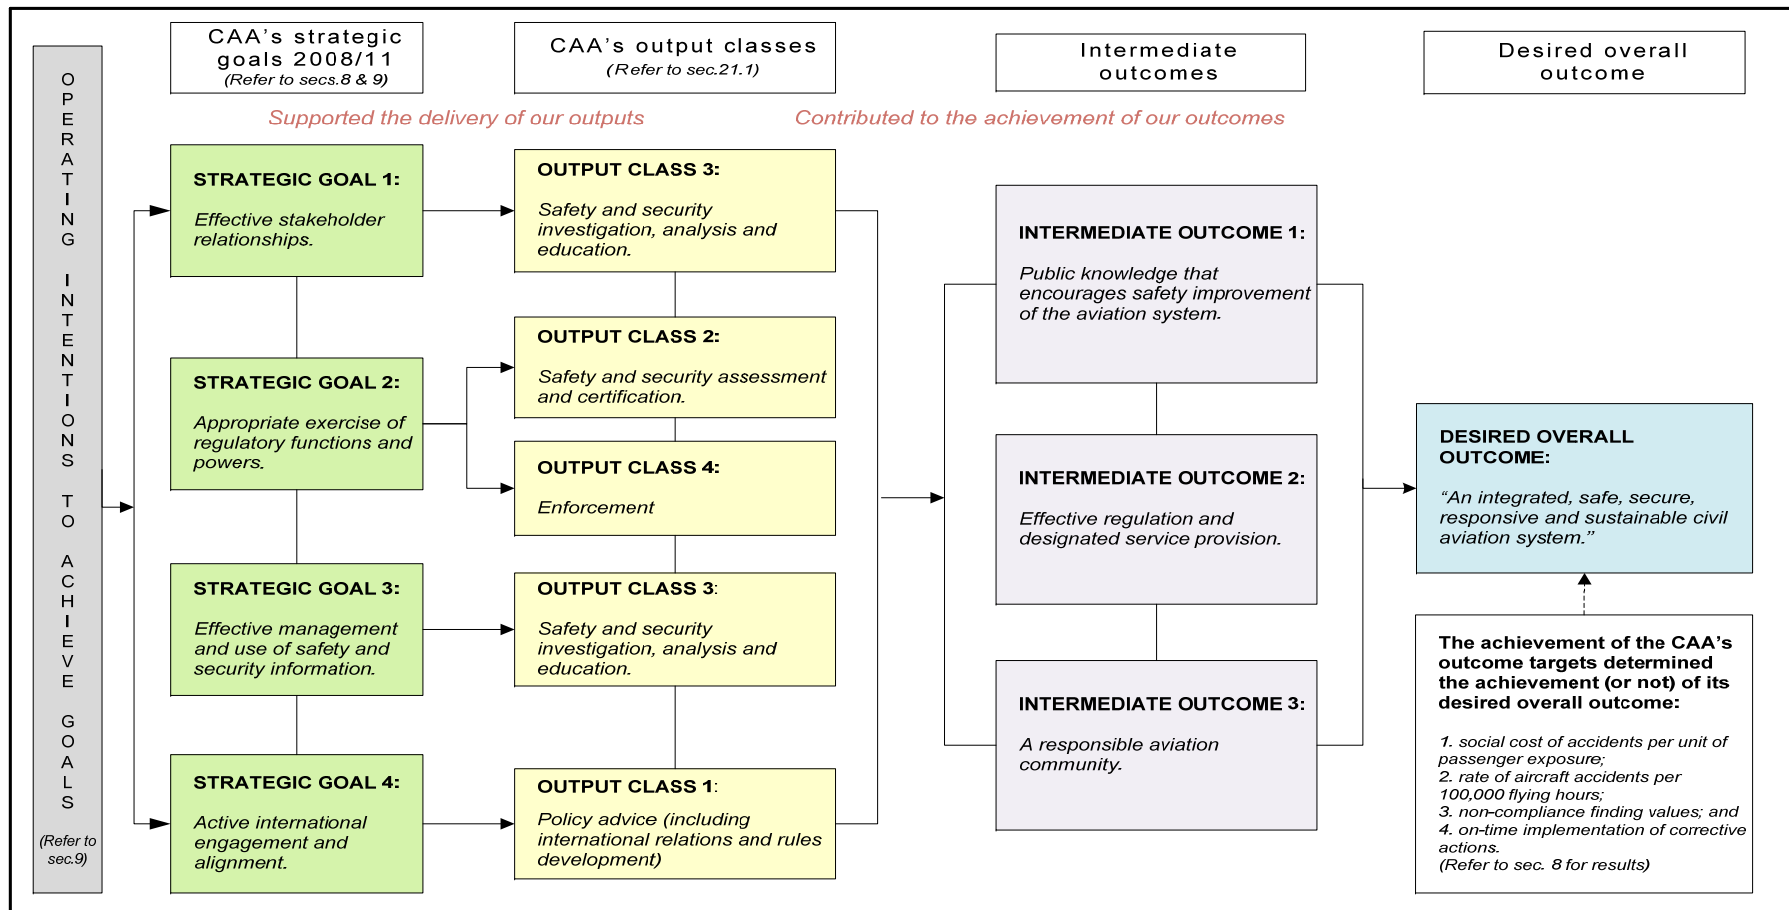 OPERATING INTENTIONS TO ACHIEVE GOALS
(Refer to
sec.9)
CAA's strategic
goals 2008/11
(Refer to secs.8 & 9)
CAA's output classes
(Refer to sec.21.1)
Intermediate
outcomes
Desired overall
outcome
Supported the delivery of our outputs
Contributed to the achievement of our outcomes
STRATEGIC GOAL 1:
Effective stakeholder
relationships.
STRATEGIC GOAL 2:
Appropriate exercise of
regulatory functions and
powers.
STRATEGIC GOAL 3:
Effective management
and use of safety and
security information.
STRATEGIC GOAL 4:
Active international
engagement and
alignment.
OUTPUT CLASS 3:
Safety and security
investigation, analysis and
education.
OUTPUT CLASS 2:
Safety and security assessment
and certification.
OUTPUT CLASS 4:
Enforcement
OUTPUT CLASS 3:
Safety and security
investigation, analysis and
education.
OUTPUT CLASS 1:
Policy advice (including
international relations and rules
development)
INTERMEDIATE OUTCOME 1:
Public knowledge that
encourages safety improvement
of the aviation system.
INTERMEDIATE OUTCOME 2:
Effective regulation and
designated service provision.
INTERMEDIATE OUTCOME 3:
A responsible aviation
community.
DESIRED OVERALL
OUTCOME:
“An integrated, safe, secure,
responsive and sustainable civil
aviation system.”
The achievement of the CAA's
outcome targets determined
the achievement (or not) of its
desired overall outcome:
1. social cost of accidents per unit of
passenger exposure;
2. rate of aircraft accidents per
100,000 flying hours;
3. non-compliance finding values; and
4. on-time implementation of corrective
actions.
(Refer to sec. 8 for results)